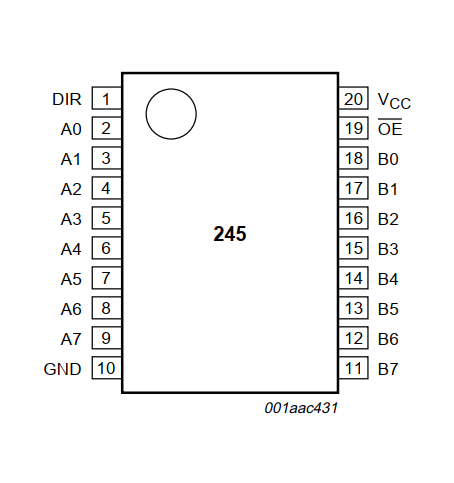 DIR 1 20 VCC
A0 2 19 O̅E̅
A1 3 18 B0
A2 4 17 B1
A3 5 16 B2
245
A4 6 15 B3
A5 7 14 B4
A6 8 13 B5
A7 9 12 B6
GND 10 11 B7
001aac431